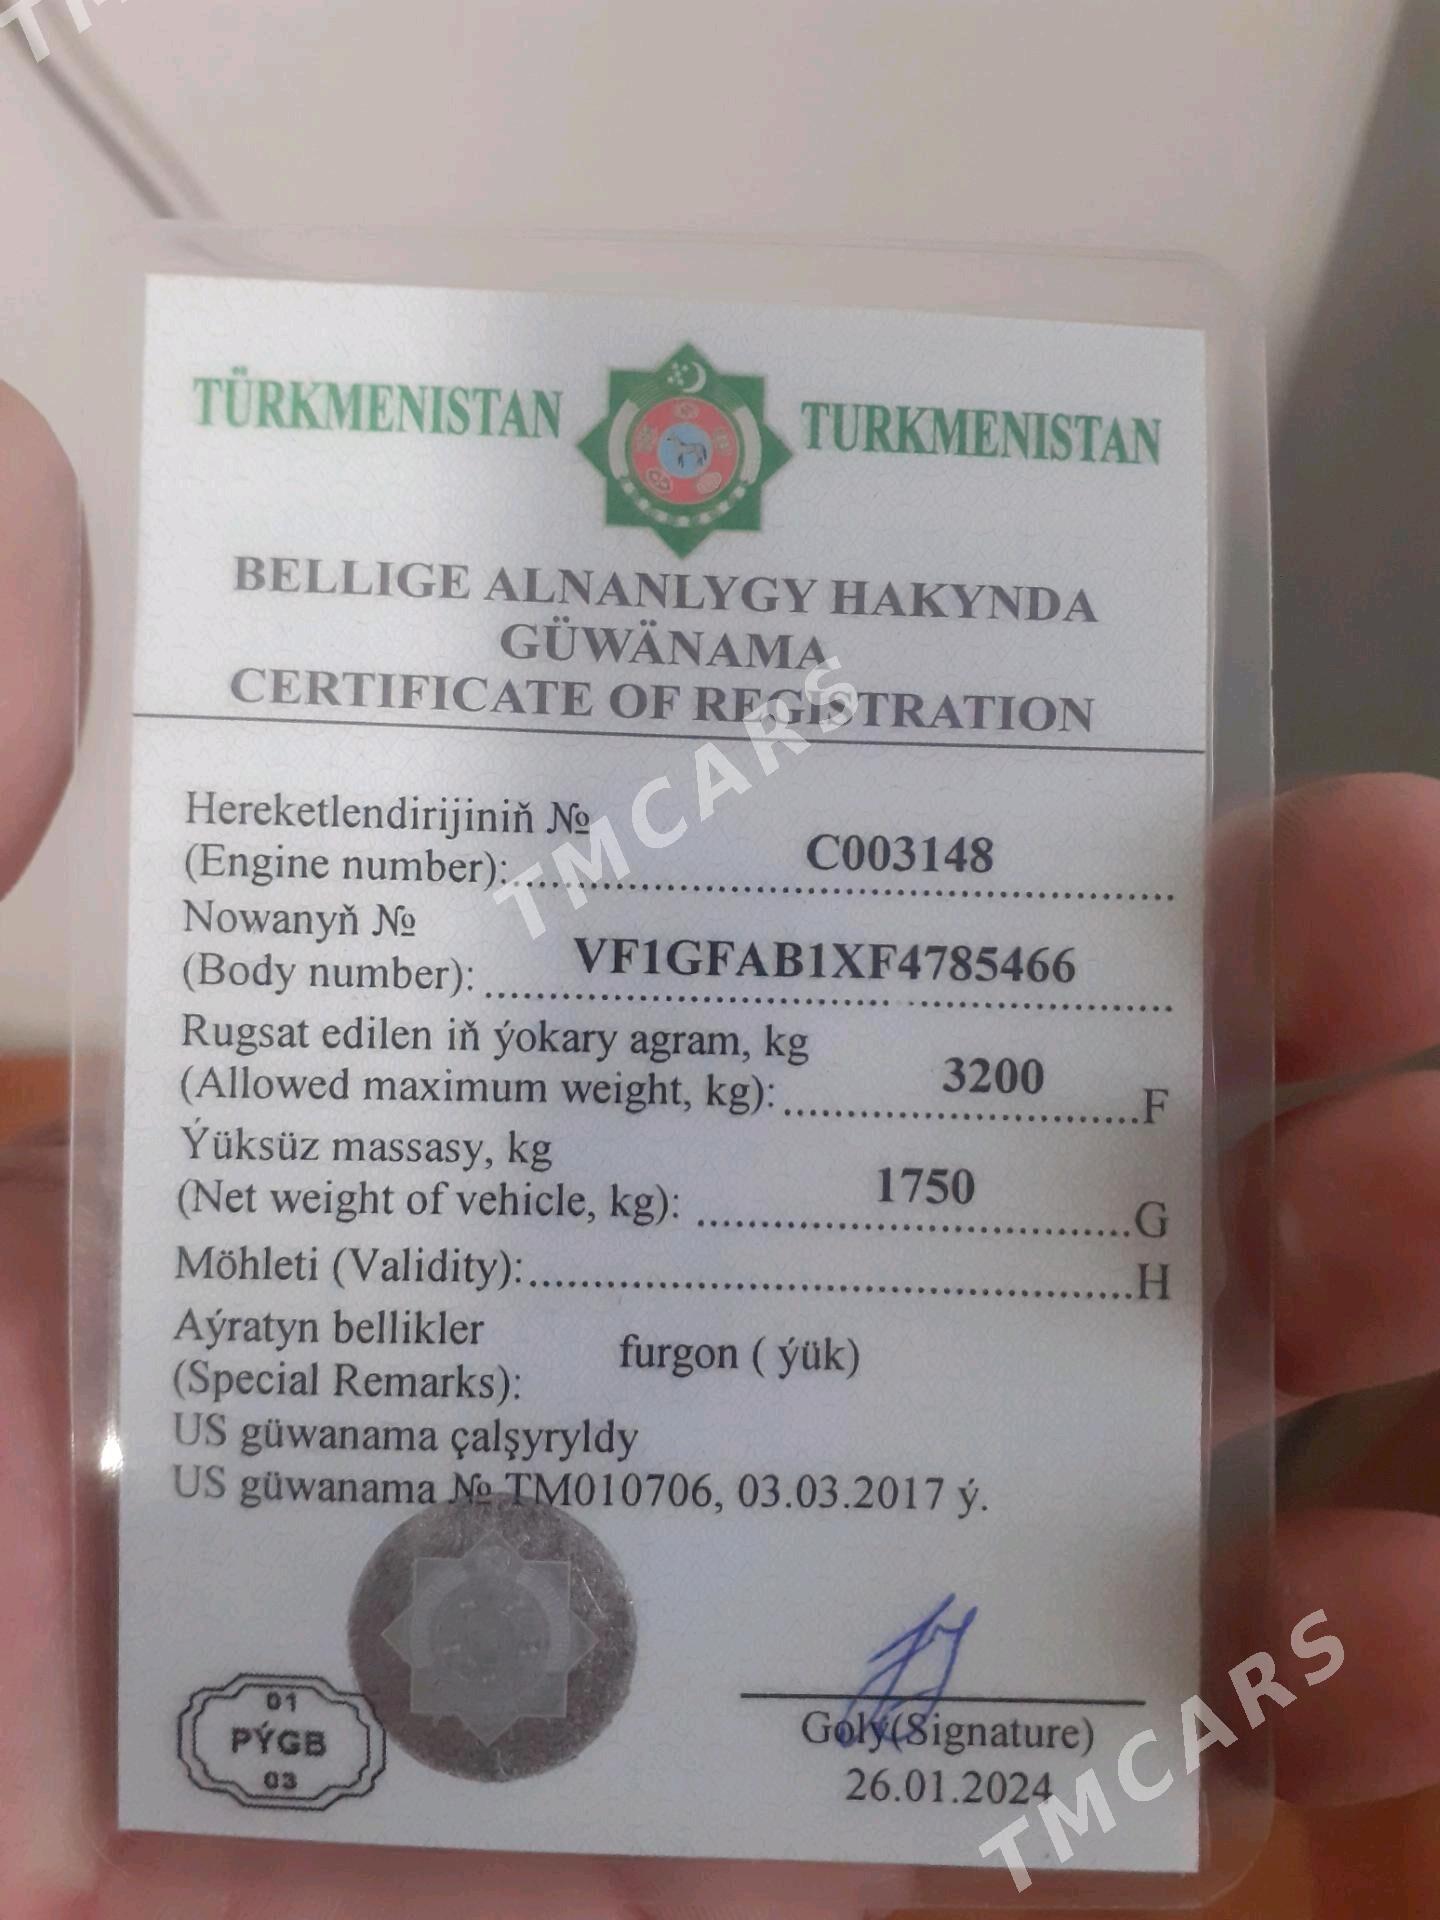 TÜRKMENISTAN TURKMENISTAN
BELLIGE ALNANLYGY HAKYNDA
GÜWÄNAMA
CERTIFICATE OF REGISTRATION
Hereketlendirijiniň №
(Engine number): C003148
Nowanyň №
(Body number): VF1GFAB1XF4785466
Rugsat edilen iň ýokary agram, kg
(Allowed maximum weight, kg): 3200 F
Ýüksüz massasy, kg
(Net weight of vehicle, kg): 1750 G
Möhleti (Validity): H
Aýratyn bellikler
(Special Remarks): furgon ( ýük)
US güwanama çalşyryldy
US güwanama № TM010706, 03.03.2017 ý.
01
PÝGB
03
Goly(Signature)
26.01.2024
TMCARS
TMCARS